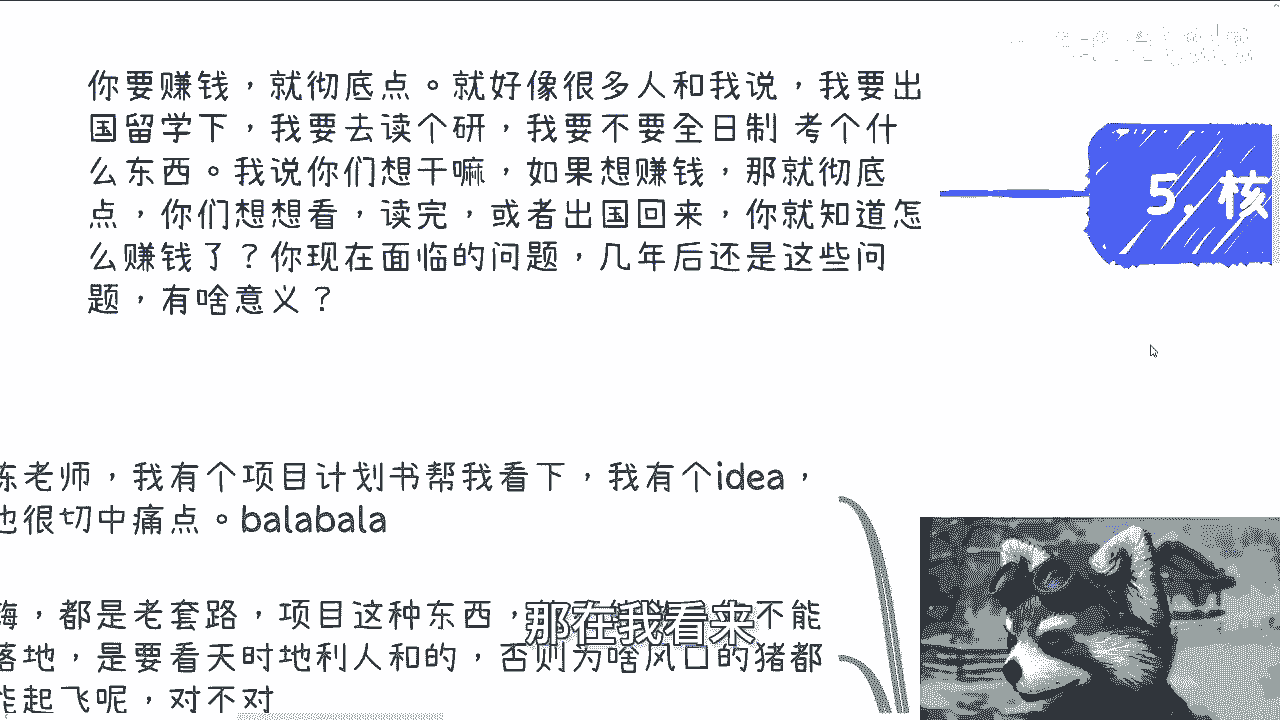 你要赚钱，就彻底点。就好像很多人和我说，我要出
国留学下，我要去读个研，我要不要全日制 考个什
么东西。我说你们想干嘛，如果想赚钱，那就彻底
点，你们想想看，读完，或者出国回来，你就知道怎
么赚钱了？你现在面临的问题，几年后还是这些问
题，有啥意义？
5. 核
老师，我有个项目计划书帮我看下，我有个idea，
也很切中痛点。balabala
嗨，都是老套路，项目这种东西，不能
落地，是要看天时地利人和的，否则为啥风口的猪都
能起飞呢，对不对
那在我看来